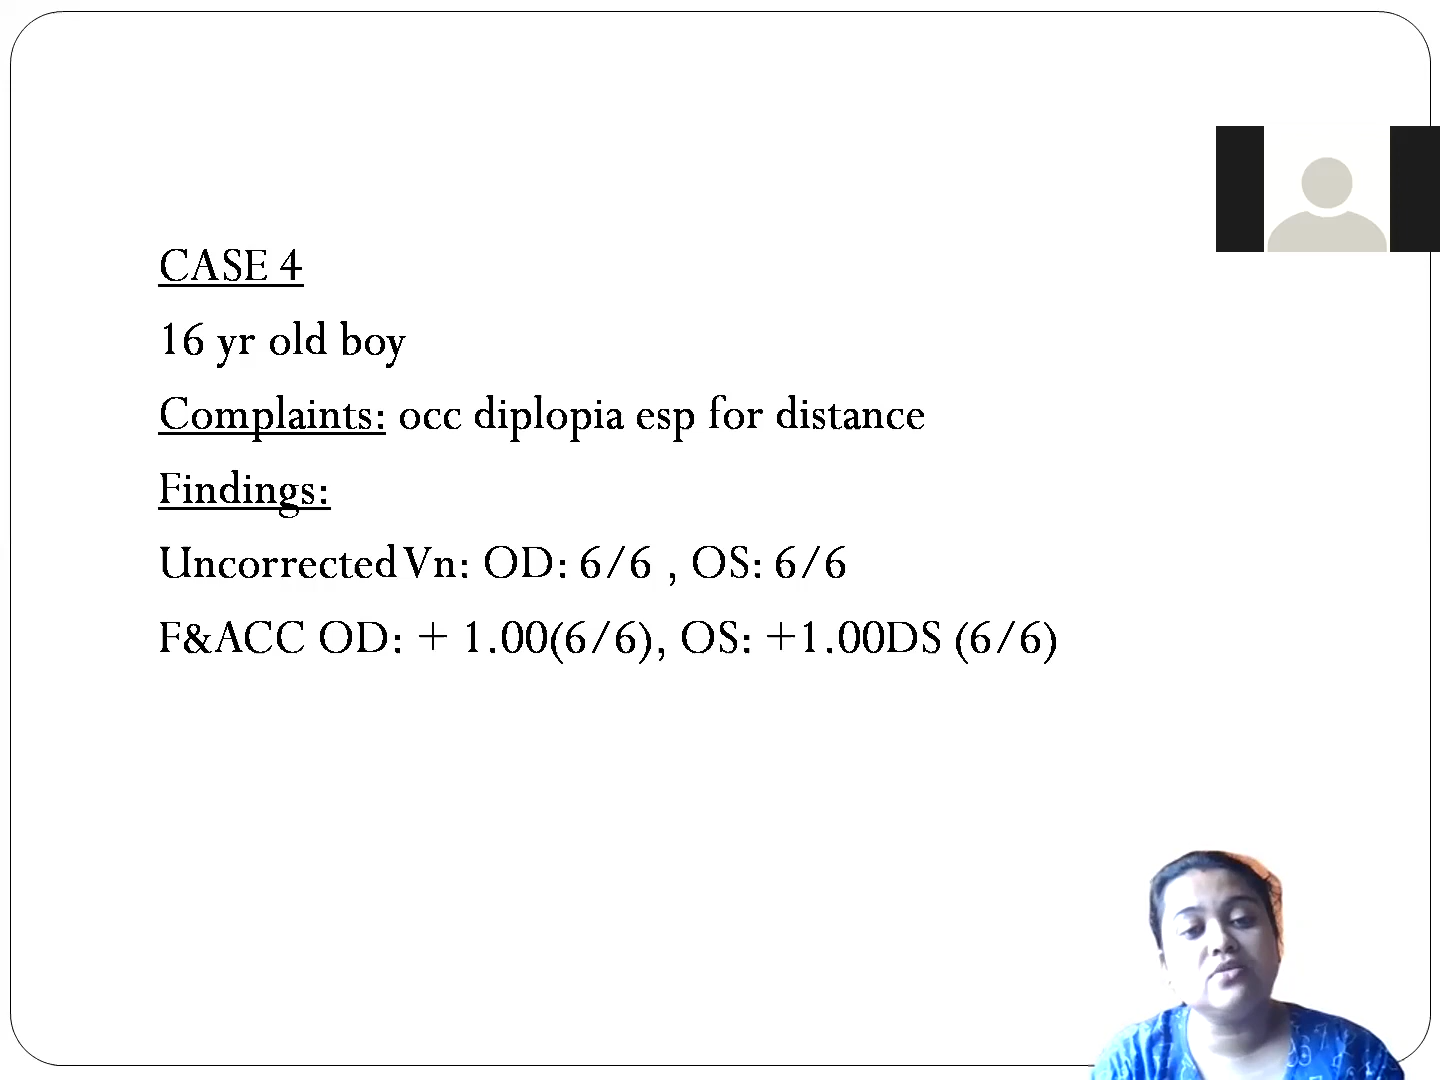 CASE 4
16 yr old boy
Complaints: occ diplopia esp for distance
Findings:
Uncorrected Vn: OD: 6/6 , OS: 6/6
F&ACC OD: + 1.00(6/6), OS: +1.00DS (6/6)